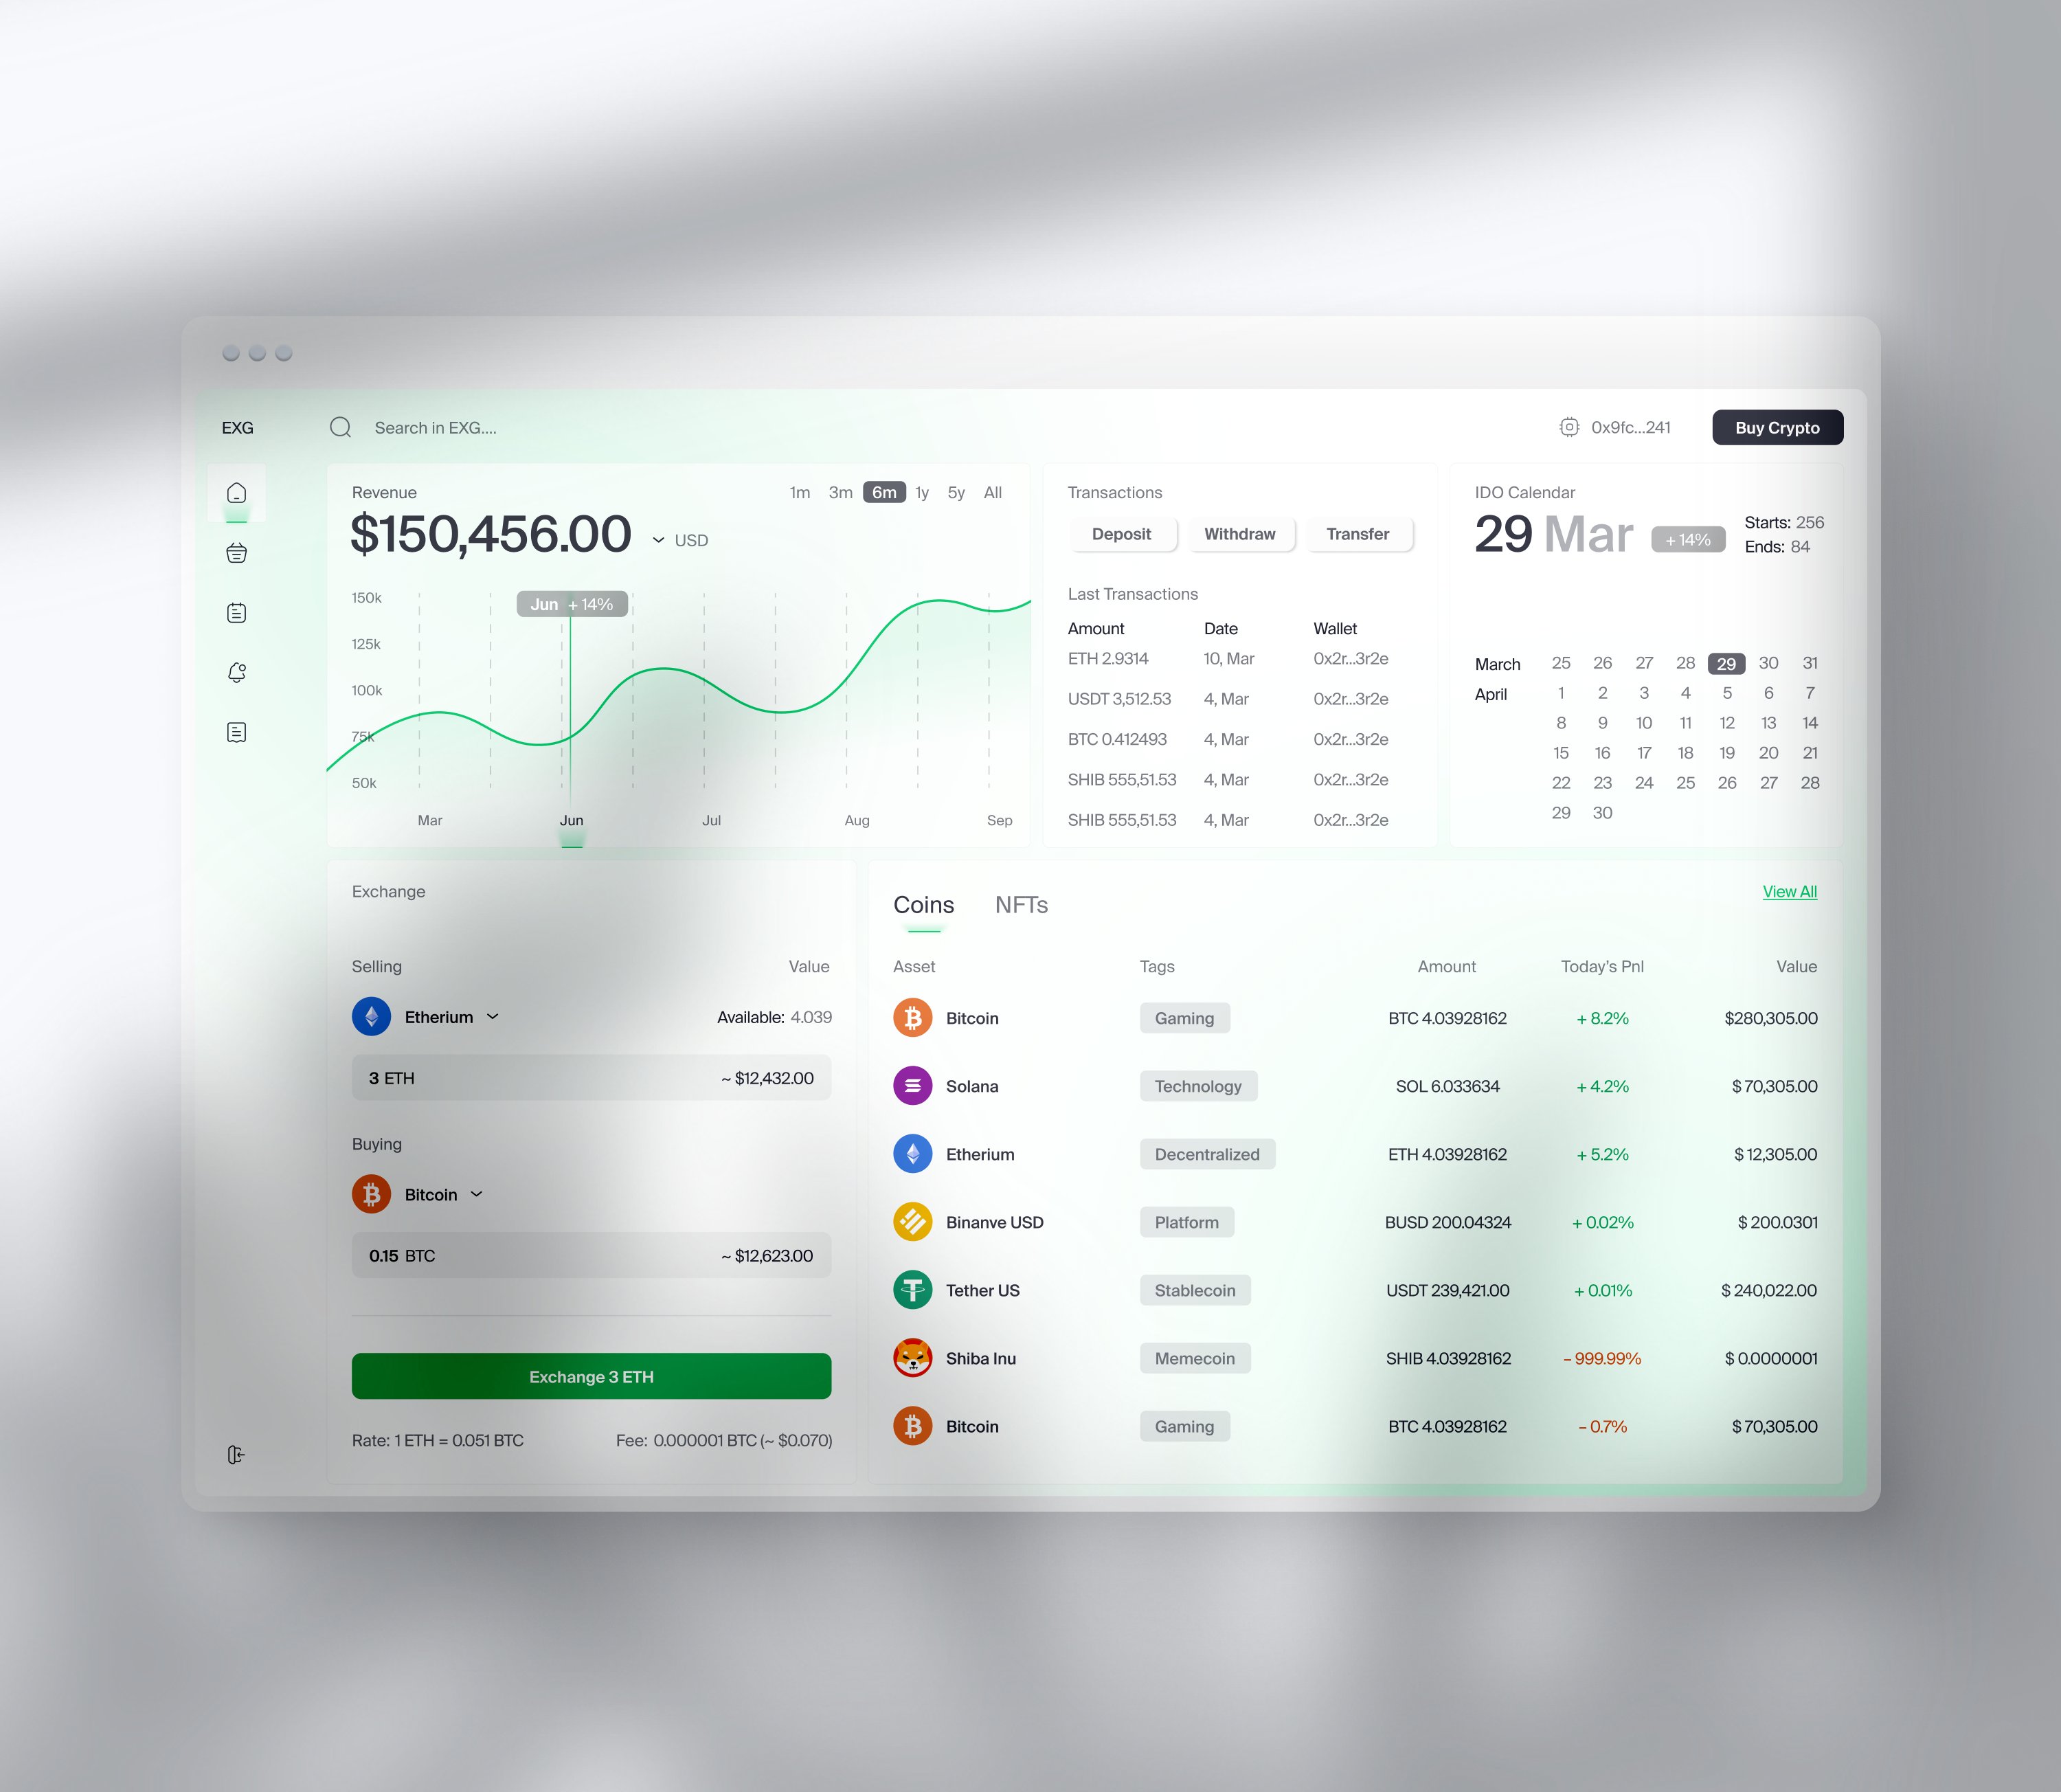 EXG
Search in EXG....
0x9fc...241
Buy Crypto
Revenue
1m 3m 6m 1y 5y All
$150,456.00 USD
150k
125k
100k
75k
50k
Jun + 14%
Mar Jun Jul Aug Sep
Transactions
Deposit Withdraw Transfer
Last Transactions
Amount Date Wallet
ETH 2.9314 10, Mar 0x2r...3r2e
USDT 3,512.53 4, Mar 0x2r...3r2e
BTC 0.412493 4, Mar 0x2r...3r2e
SHIB 555,51.53 4, Mar 0x2r...3r2e
SHIB 555,51.53 4, Mar 0x2r...3r2e
IDO Calendar
29 Mar + 14%
Starts: 256
Ends: 84
March 25 26 27 28 29 30 31
April 1 2 3 4 5 6 7
8 9 10 11 12 13 14
15 16 17 18 19 20 21
22 23 24 25 26 27 28
29 30
Exchange
Selling Value
Etherium Available: 4.039
3 ETH ~ $12,432.00
Buying
Bitcoin
0.15 BTC ~ $12,623.00
Exchange 3 ETH
Rate: 1 ETH = 0.051 BTC Fee: 0.000001 BTC (~ $0.070)
Coins NFTs
View All
Asset Tags Amount Today's Pnl Value
Bitcoin Gaming BTC 4.03928162 + 8.2% $280,305.00
Solana Technology SOL 6.033634 + 4.2% $ 70,305.00
Etherium Decentralized ETH 4.03928162 + 5.2% $ 12,305.00
Binanve USD Platform BUSD 200.04324 + 0.02% $ 200.0301
Tether US Stablecoin USDT 239,421.00 + 0.01% $ 240,022.00
Shiba Inu Memecoin SHIB 4.03928162 – 999.99% $ 0.0000001
Bitcoin Gaming BTC 4.03928162 – 0.7% $ 70,305.00